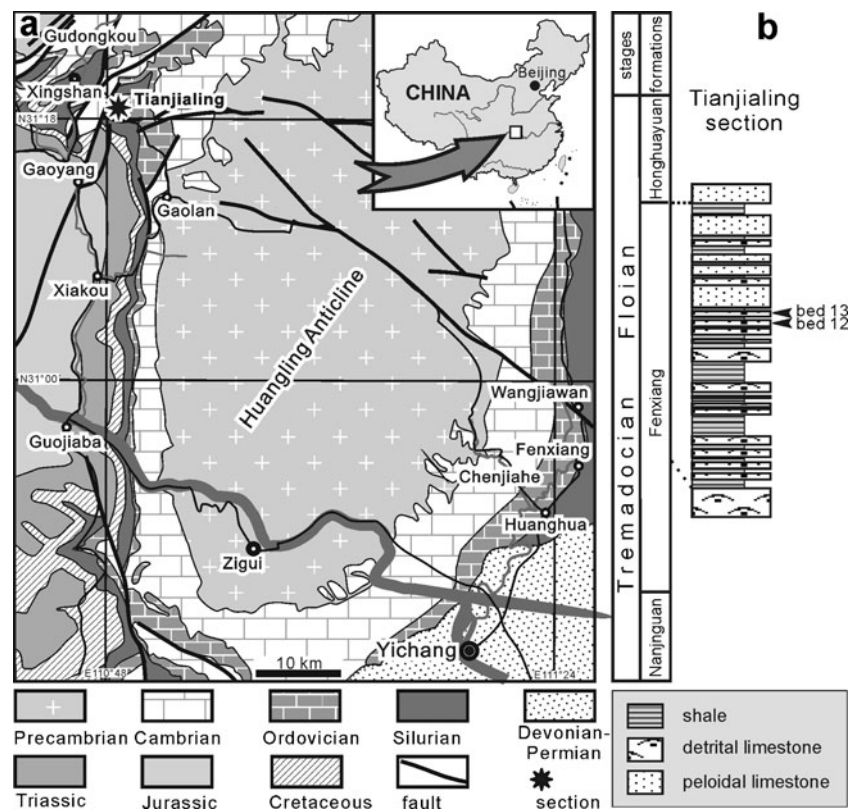 a
Gudongkou
Xingshan
Tianjialing
N31°18
Gaoyang
Gaolan
Xiakou
Huangling Anticline
N31°00
Guojiaba
Wangjiawan
Fenxiang
Chenjiahe
Huanghua
Zigui
Yichang
10 km
E110°48
E111°24
CHINA
Beijing
stages
formations
Tremadocian Floian
Honghuayuan
Fenxiang
Nanjinguan
b
Tianjialing
section
bed 13
bed 12
Precambrian
Cambrian
Ordovician
Silurian
Devonian-
Permian
Triassic
Jurassic
Cretaceous
fault
section
shale
detrital limestone
peloidal limestone